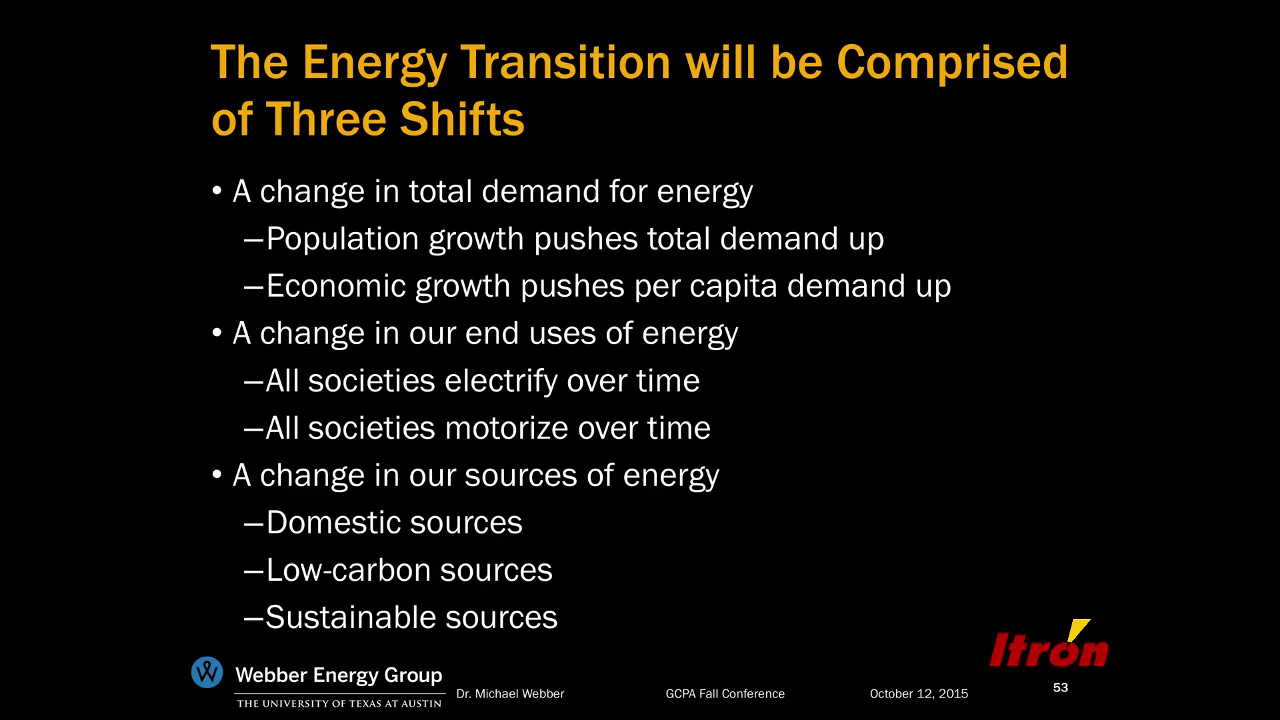 The Energy Transition will be Comprised
of Three Shifts
• A change in total demand for energy
–Population growth pushes total demand up
–Economic growth pushes per capita demand up
• A change in our end uses of energy
–All societies electrify over time
–All societies motorize over time
• A change in our sources of energy
–Domestic sources
–Low-carbon sources
–Sustainable sources
Itron
W Webber Energy Group
THE UNIVERSITY OF TEXAS AT AUSTIN
Dr. Michael Webber GCPA Fall Conference October 12, 2015 53